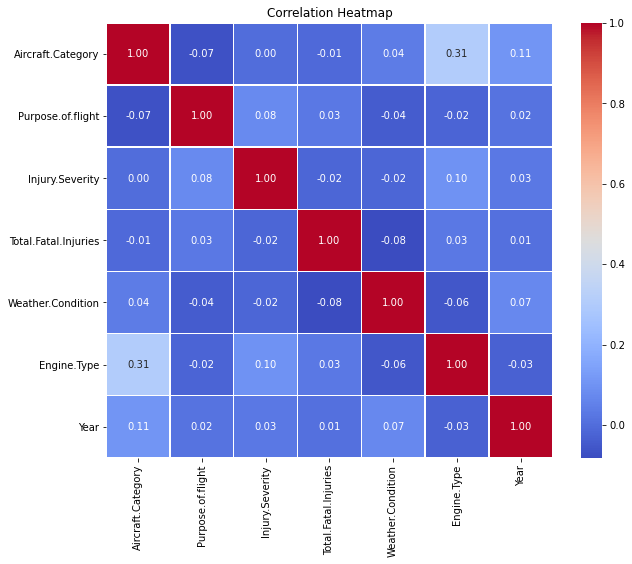 Correlation Heatmap
Aircraft.Category 1.00 -0.07 0.00 -0.01 0.04 0.31 0.11
Purpose.of.flight -0.07 1.00 0.08 0.03 -0.04 -0.02 0.02
Injury.Severity 0.00 0.08 1.00 -0.02 -0.02 0.10 0.03
Total.Fatal.Injuries -0.01 0.03 -0.02 1.00 -0.08 0.03 0.01
Weather.Condition 0.04 -0.04 -0.02 -0.08 1.00 -0.06 0.07
Engine.Type 0.31 -0.02 0.10 0.03 -0.06 1.00 -0.03
Year 0.11 0.02 0.03 0.01 0.07 -0.03 1.00
Aircraft.Category
Purpose.of.flight
Injury.Severity
Total.Fatal.Injuries
Weather.Condition
Engine.Type
Year
1.0
0.8
0.6
0.4
0.2
0.0